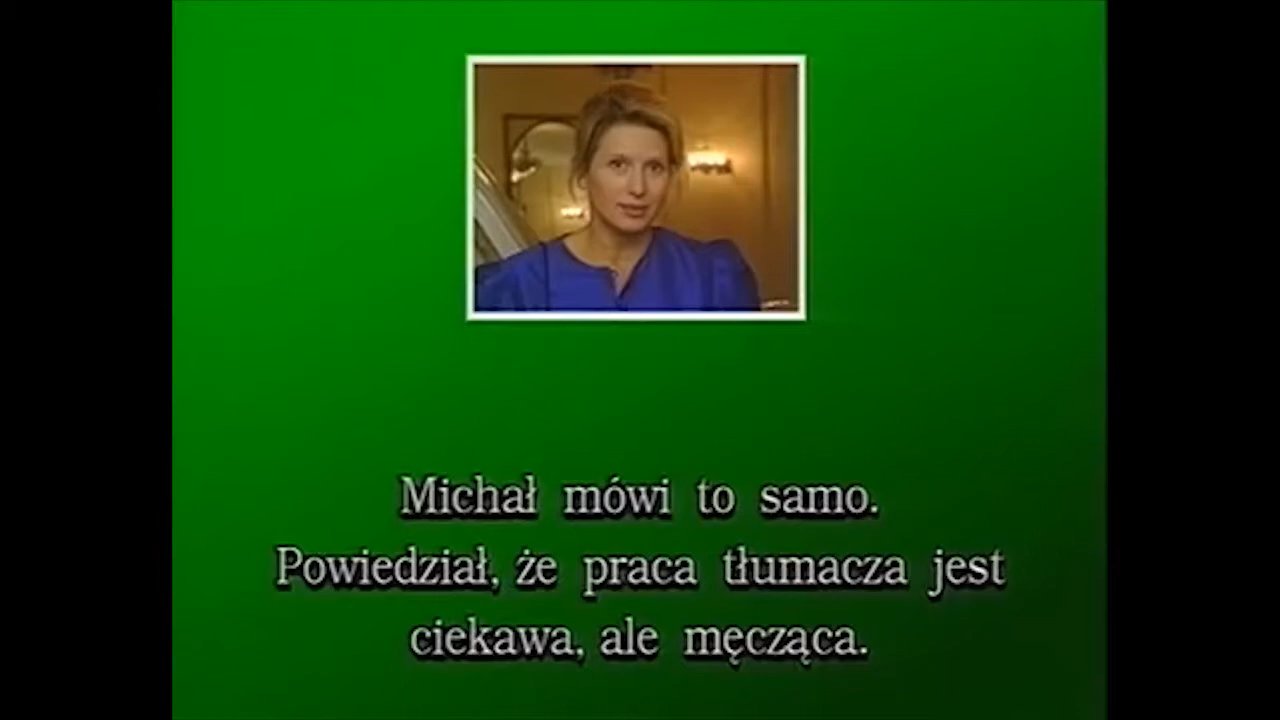 Michał mówi to samo.
Powiedział, że praca tłumacza jest
ciekawa, ale męcząca.